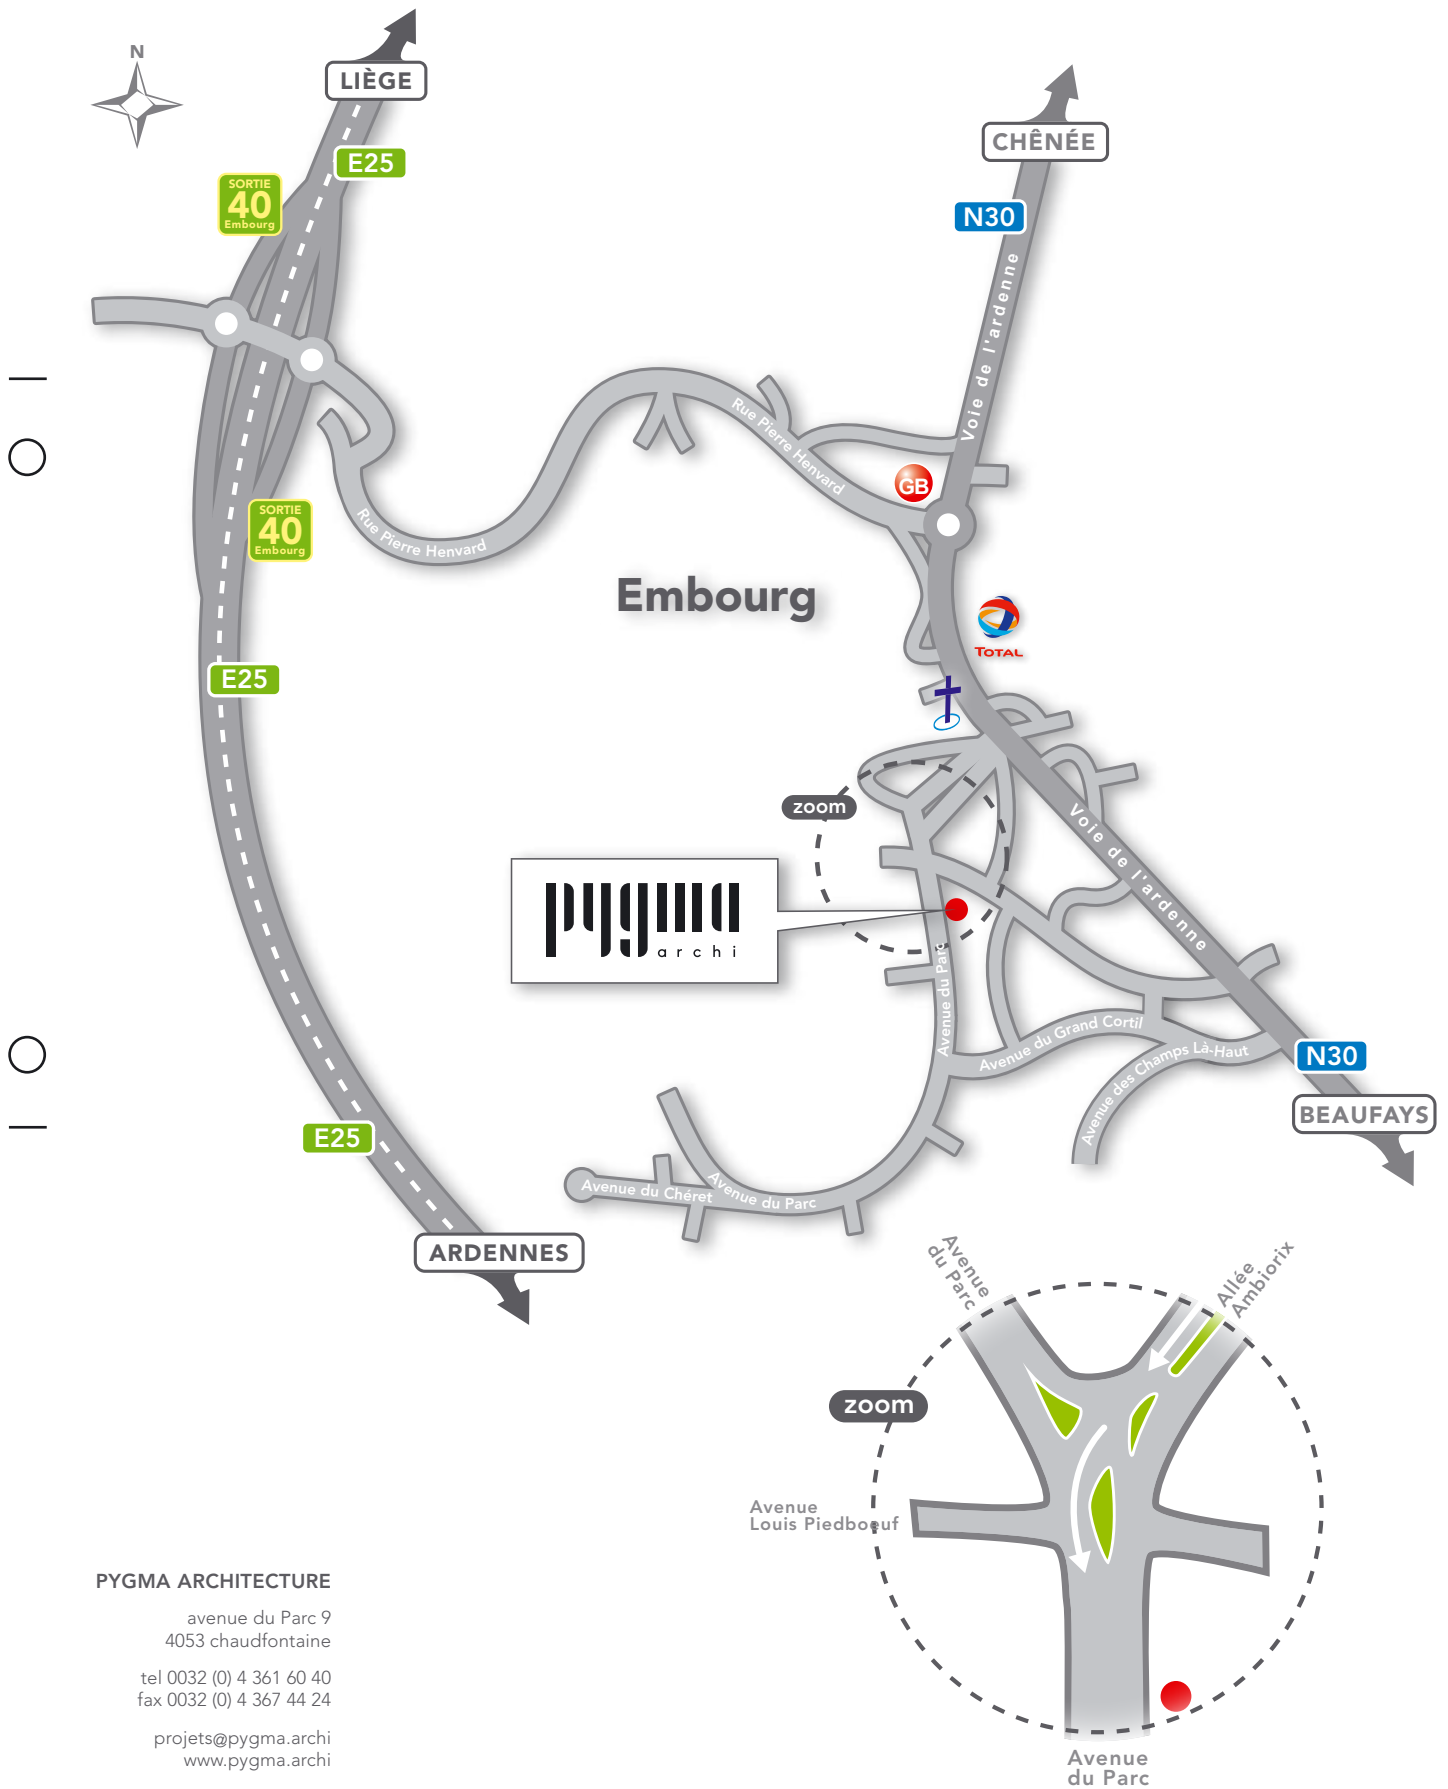 N
LIÈGE
E25
SORTIE
40
Embourg
CHÊNÉE
N30
Voie de l'ardenne
Rue Pierre Henvard
GB
SORTIE
40
Embourg
Rue Pierre Henvard
Embourg
TOTAL
E25
zoom
Voie de l'ardenne
pygma
archi
Avenue du Parc
Avenue du Grand Cortil
Avenue des Champs Là-Haut
N30
BEAUFAYS
E25
Avenue du Chéret
Avenue du Parc
ARDENNES
Avenue
du Parc
Allée
Ambiorix
zoom
Avenue
Louis Piedboeuf
PYGMA ARCHITECTURE
avenue du Parc 9
4053 chaudfontaine
tel 0032 (0) 4 361 60 40
fax 0032 (0) 4 367 44 24
projets@pygma.archi
www.pygma.archi
Avenue
du Parc